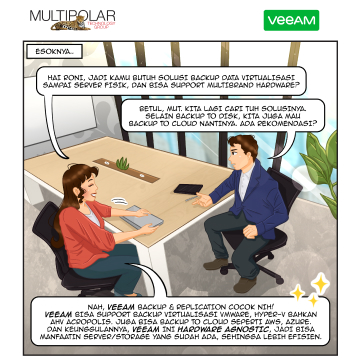 MULTIPOLAR
TECHNOLOGY
GROUP
veeAM
ESOKNYA..
HAI RONI, JADI KAMU BUTUH SOLUSI BACKUP DATA VIRTUALISASI
SAMPAI SERVER FISIK, DAN BISA SUPPORT MULTIBRAND HARDWARE?
BETUL, MUT. KITA LAGI CARI TUH SOLUSINYA.
SELAIN BACKUP TO DISK, KITA JUGA MAU
BACKUP TO CLOUD NANTINYA. ADA REKOMENDASI?
NAH, VEEAM BACKUP & REPLICATION COCOK NIH!
VEEAM BISA SUPPORT BACKUP VIRTUALISASI VMWARE, HYPER-V BAHKAN
AHV ACROPOLIS. JUGA BISA BACKUP TO CLOUD SEPERTI AWS, AZURE.
DAN KEUNGGULANNYA, VEEAM INI HARDWARE AGNOSTIC, JADI BISA
MANFAATIN SERVER/STORAGE YANG SUDAH ADA, SEHINGGA LEBIH EFISIEN.